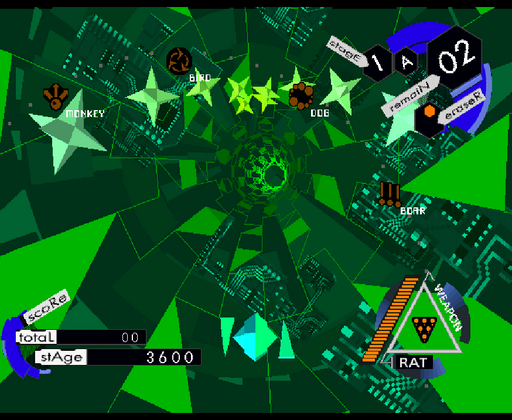 stagE
1 A 02
BIRD
MONKEY
DOG
remaiN
eraseR
BOAR
WEAPON
scoRe
totaL 00
stAge 3600
RAT